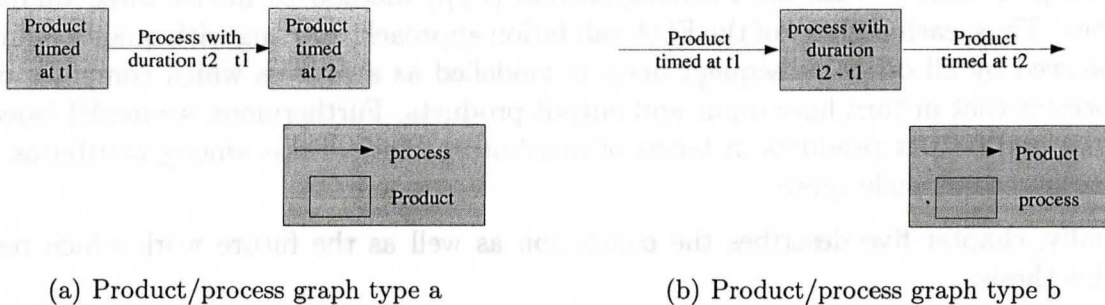 Product
timed
at t1
Process with
duration t2 - t1
Product
timed
at t2
process
Product
(a) Product/process graph type a
Product
timed at t1
process with
duration
t2 - t1
Product
timed at t2
Product
process
(b) Product/process graph type b